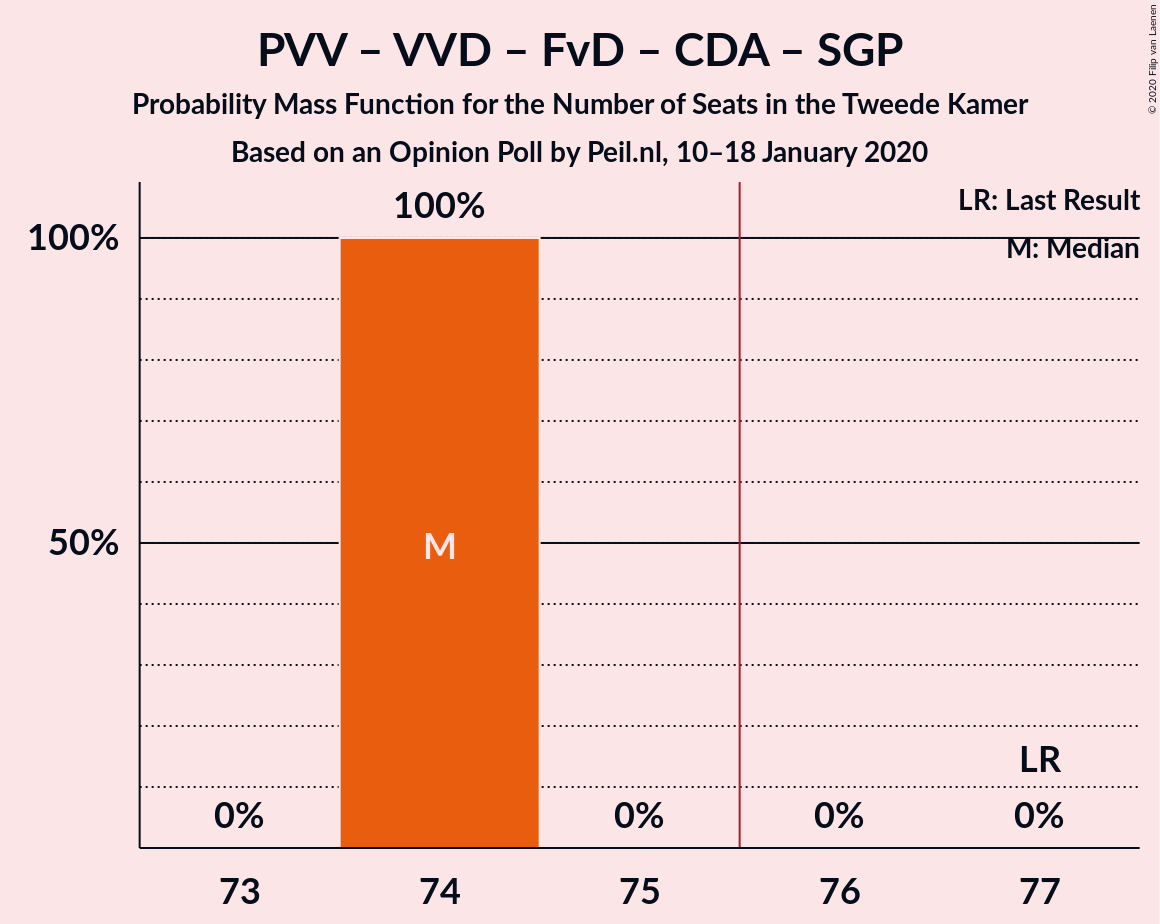 PVV – VVD – FvD – CDA – SGP
Probability Mass Function for the Number of Seats in the Tweede Kamer
Based on an Opinion Poll by Peil.nl, 10–18 January 2020
© 2020 Filip van Laenen
LR: Last Result
M: Median
100%
100%
50%
M
LR
0%
0%
0%
0%
73
74
75
76
77